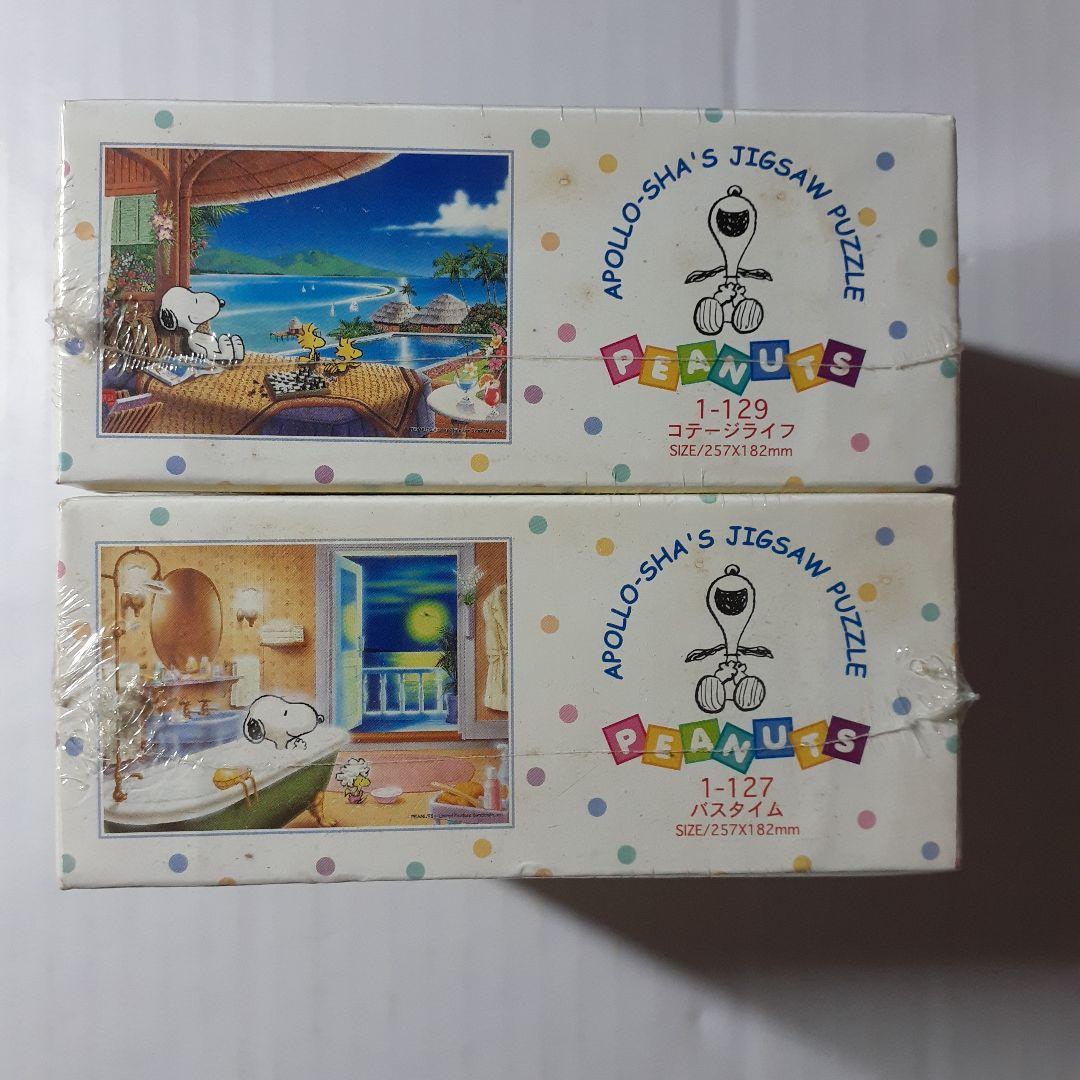 APOLLO-SHA'S JIGSAW PUZZLE
PEANUTS
1-129
コテージライフ
SIZE/257X182mm
APOLLO-SHA'S JIGSAW PUZZLE
PEANUTS
1-127
バスタイム
SIZE/257X182mm